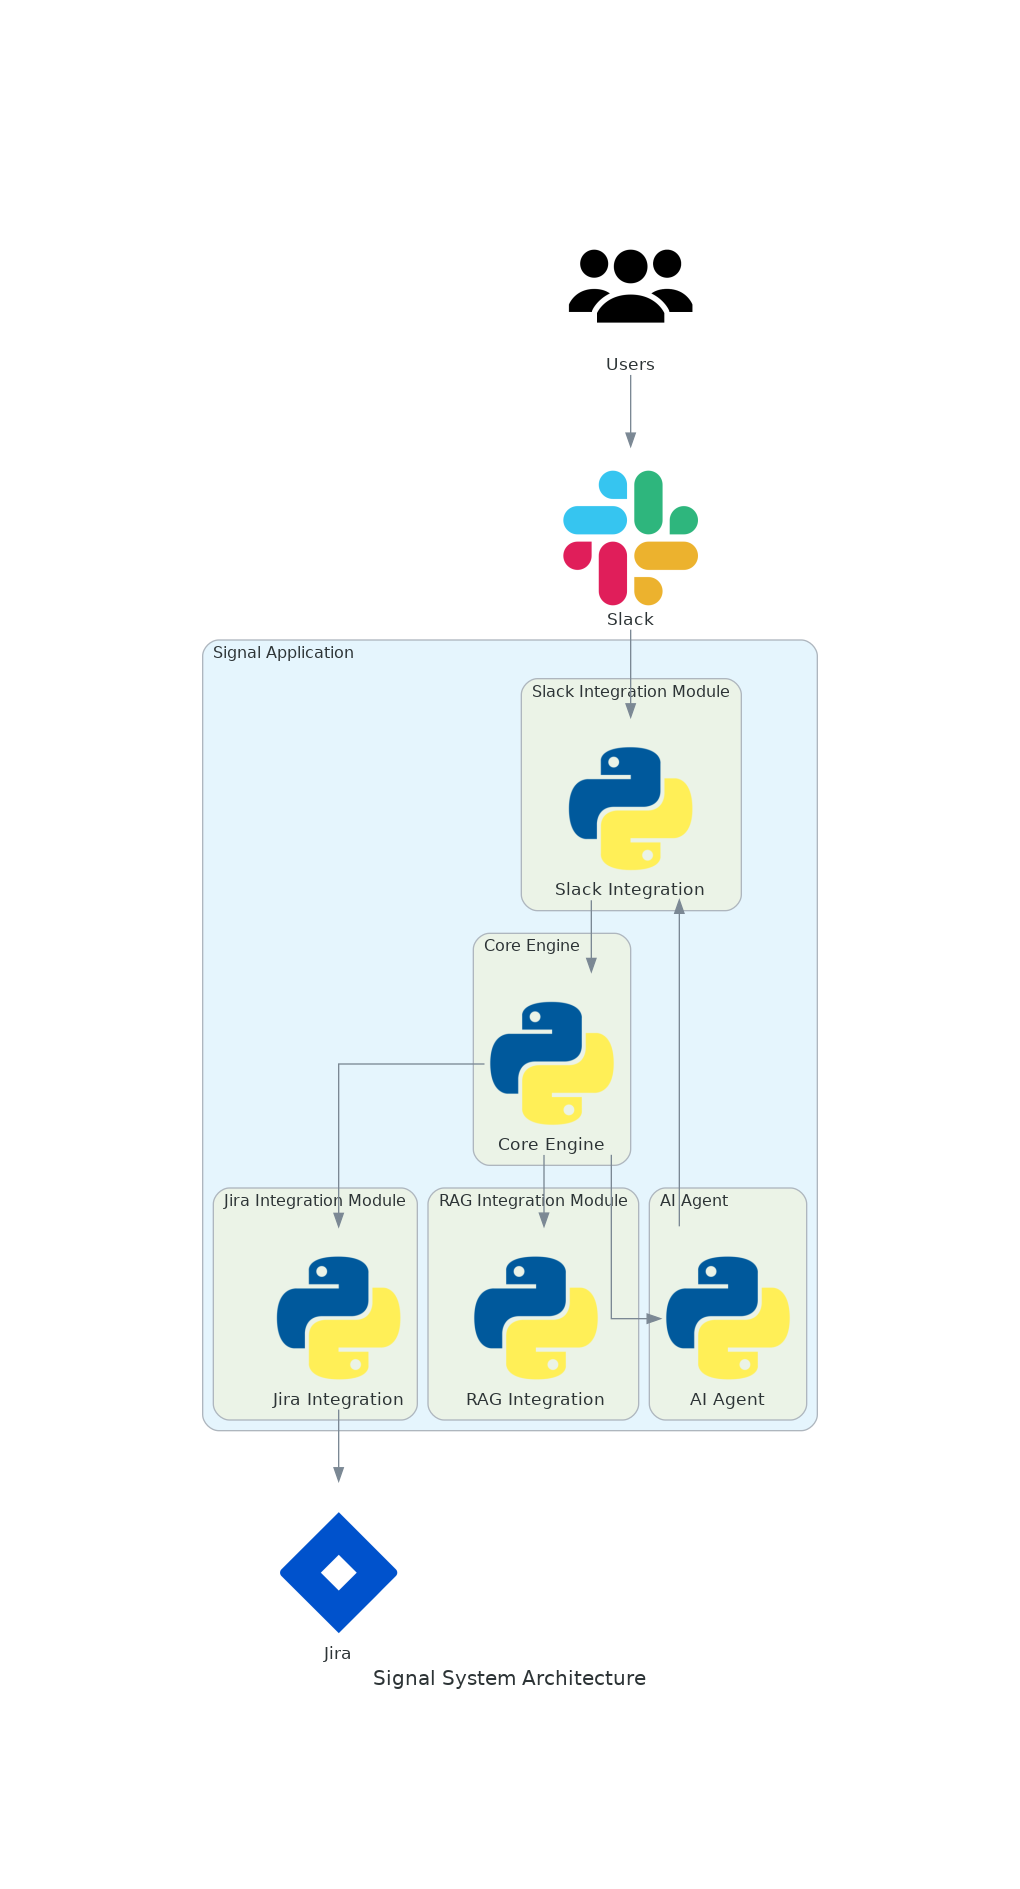 Users
Slack
Signal Application
Slack Integration Module
Slack Integration
Core Engine
Core Engine
Jira Integration Module
RAG Integration Module
AI Agent
Jira Integration
RAG Integration
AI Agent
Jira
Signal System Architecture